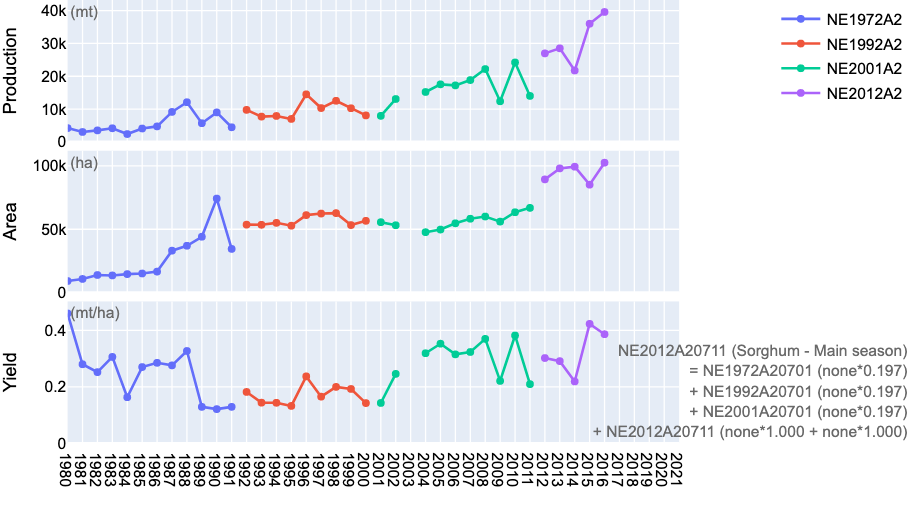 40k (mt)
30k
20k
10k
0
Production
NE1972A2
NE1992A2
NE2001A2
NE2012A2
100k (ha)
50k
0
Area
(mt/ha)
0.4
0.2
0
Yield
NE2012A20711 (Sorghum - Main season)
= NE1972A20701 (none*0.197)
+ NE1992A20701 (none*0.197)
+ NE2001A20701 (none*0.197)
+ NE2012A20711 (none*1.000 + none*1.000)
1980
1981
1982
1983
1984
1985
1986
1987
1988
1989
1990
1991
1992
1993
1994
1995
1996
1997
1998
1999
2000
2001
2002
2003
2004
2005
2006
2007
2008
2009
2010
2011
2012
2013
2014
2015
2016
2017
2018
2019
2020
2021